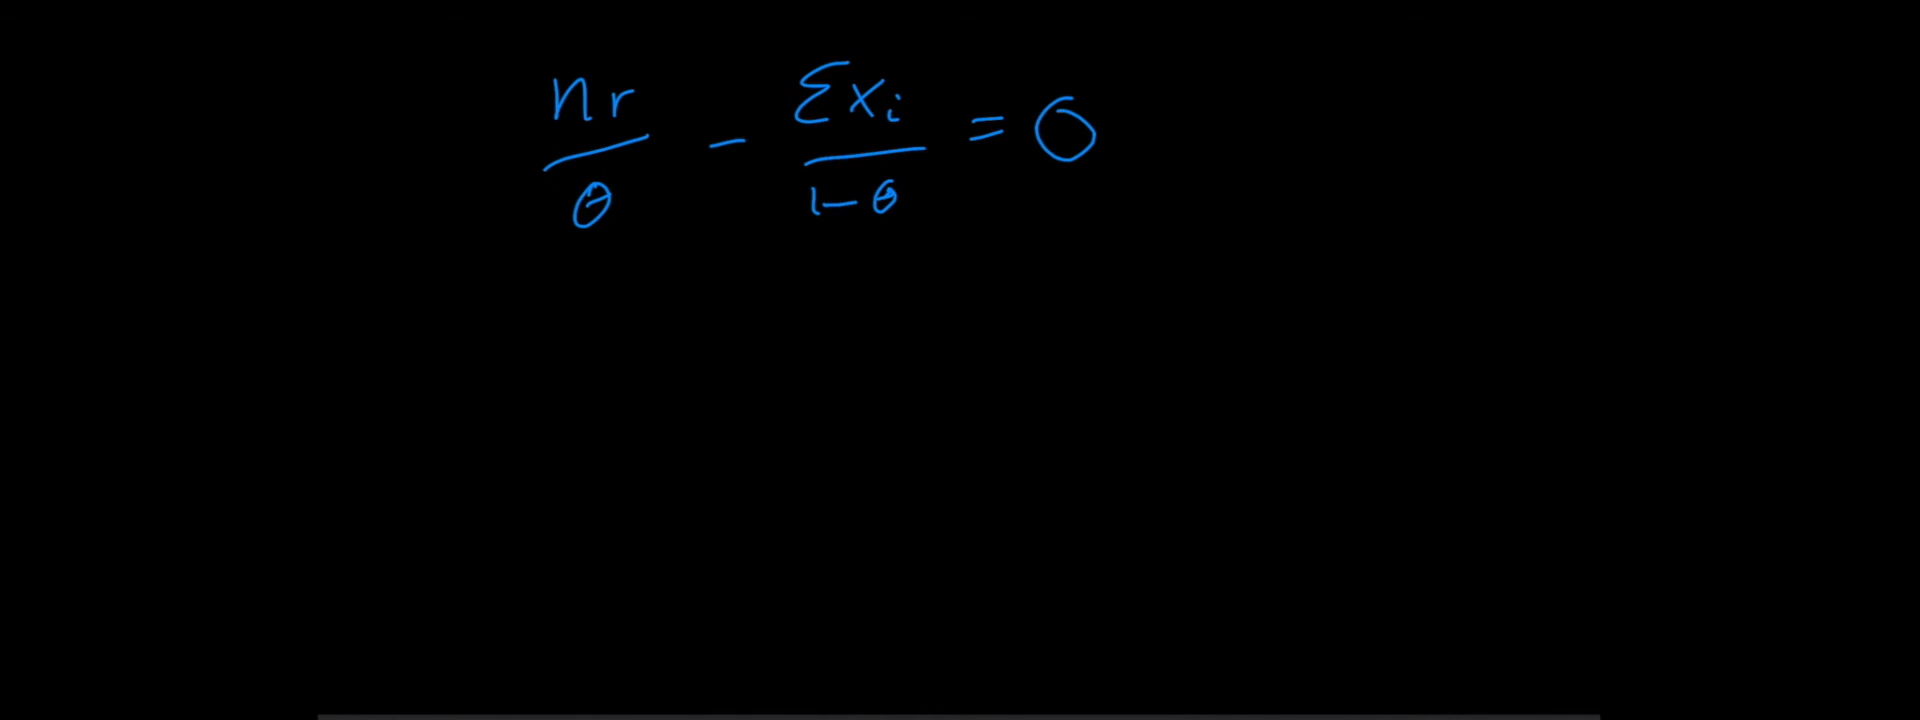 nr/θ - Σxᵢ/1-θ = 0